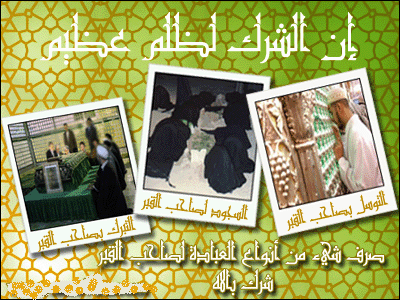 إن الشرك لظلم عظيم
التوسل بصاحب القبر
السجود لصاحب القبر
التبرك بصاحب القبر
صرف شيء من أنواع العبادة لصاحب القبر
شرك بالله